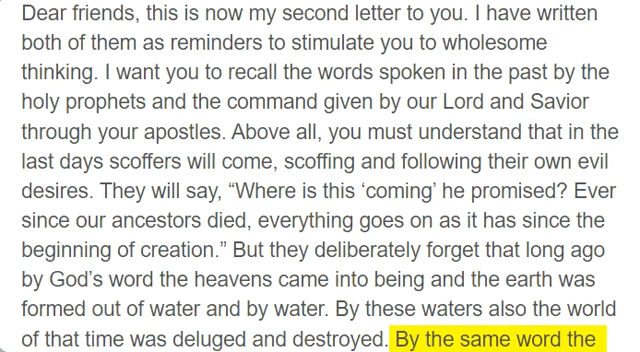 Dear friends, this is now my second letter to you. I have written
both of them as reminders to stimulate you to wholesome
thinking. I want you to recall the words spoken in the past by the
holy prophets and the command given by our Lord and Savior
through your apostles. Above all, you must understand that in the
last days scoffers will come, scoffing and following their own evil
desires. They will say, “Where is this ‘coming’ he promised? Ever
since our ancestors died, everything goes on as it has since the
beginning of creation.” But they deliberately forget that long ago
by God’s word the heavens came into being and the earth was
formed out of water and by water. By these waters also the world
of that time was deluged and destroyed. By the same word the